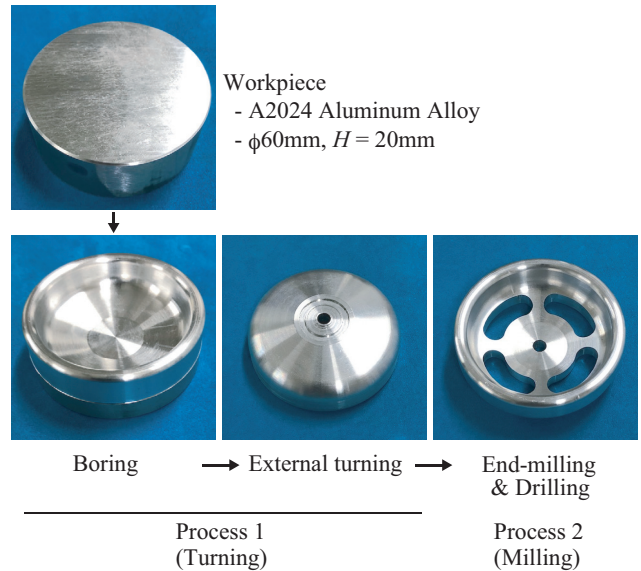 Workpiece
- A2024 Aluminum Alloy
- ϕ60mm, H = 20mm
Boring
External turning
End-milling
& Drilling
Process 1
(Turning)
Process 2
(Milling)